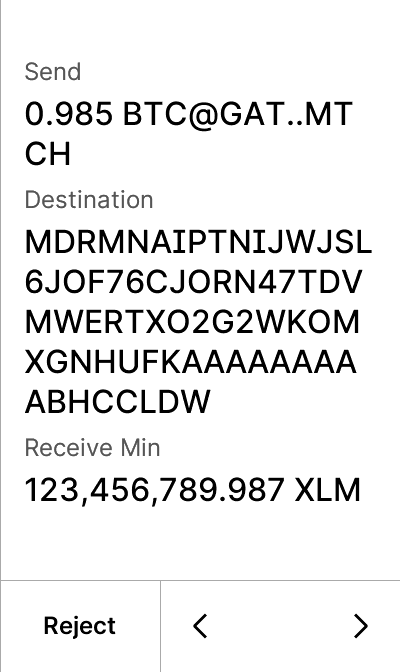 Send
0.985 BTC@GAT..MT
CH
Destination
MDRMNAIPTNIJWJSL
6JOF76CJORN47TDV
MWERTXO2G2WKOM
XGNHUFKAAAAAAAA
ABHCCLDW
Receive Min
123,456,789.987 XLM
Reject